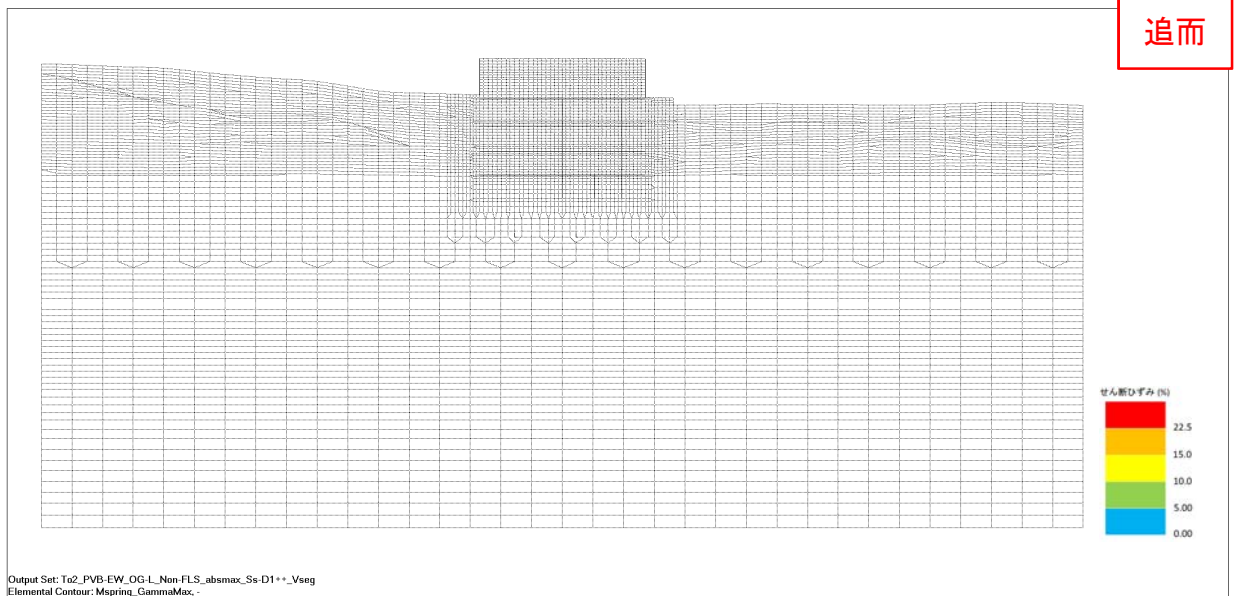 追而
せん断ひずみ (%)
22.5
15.0
10.0
5.00
0.00
Output Set: To2_PVB-EW_OG-L_Non-FLS_absmax_Ss-D1++_Vseg
Elemental Contour: Mspring_GammaMax, -